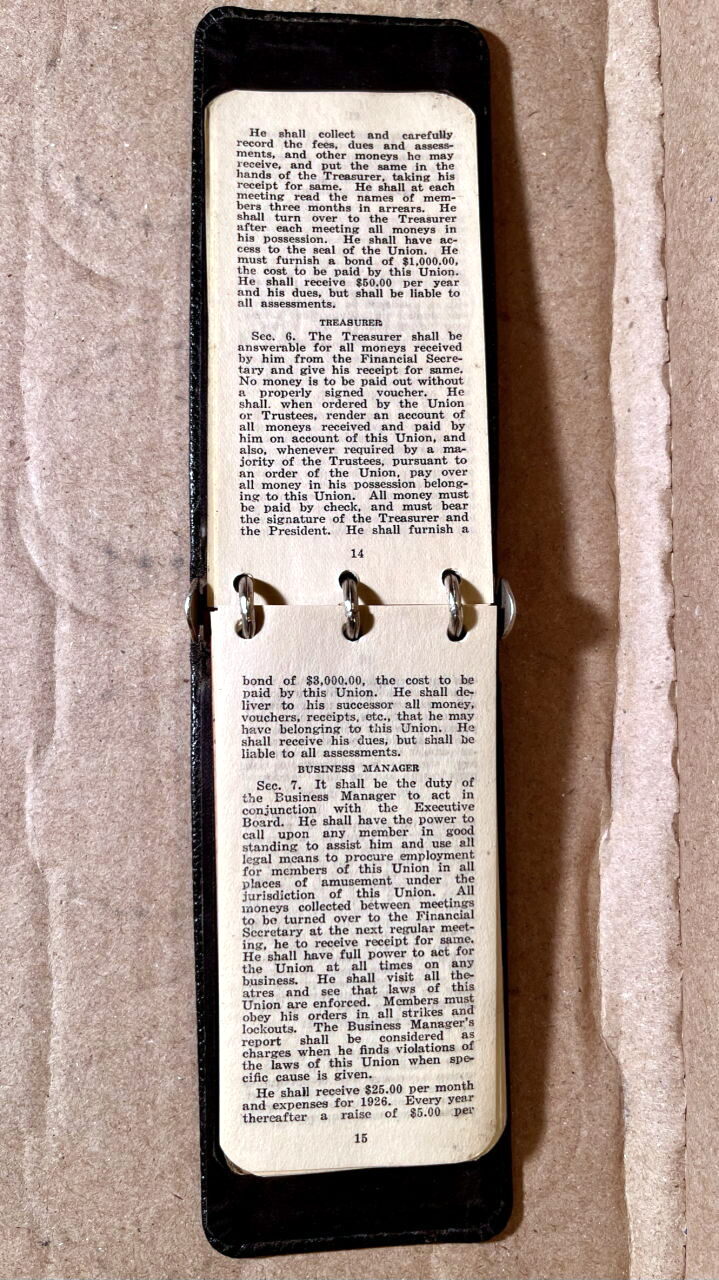 He shall collect and carefully
record the fees, dues and assess-
ments, and other moneys he may
receive, and put the same in the
hands of the Treasurer, taking his
receipt for same. He shall at each
meeting read the names of mem-
bers three months in arrears. He
shall turn over to the Treasurer
after each meeting all moneys in
his possession. He shall have ac-
cess to the seal of the Union. He
must furnish a bond of $1,000.00,
the cost to be paid by this Union.
He shall receive $50.00 per year
and his dues, but shall be liable to
all assessments.
TREASURER
Sec. 6. The Treasurer shall be
answerable for all moneys received
by him from the Financial Secre-
tary and give his receipt for same.
No money is to be paid out without
a properly signed voucher. He
shall. when ordered by the Union
or Trustees, render an account of
all moneys received and paid by
him on account of this Union, and
also, whenever required by a ma-
jority of the Trustees, pursuant to
an order of the Union, pay over
all money in his possession belong-
ing to this Union. All money must
be paid by check, and must bear
the signature of the Treasurer and
the President. He shall furnish a
14
bond of $3,000.00, the cost to be
paid by this Union. He shall de-
liver to his successor all money,
vouchers, receipts, etc., that he may
have belonging to this Union. He
shall receive his dues, but shall be
liable to all assessments.
BUSINESS MANAGER
Sec. 7. It shall be the duty of
the Business Manager to act in
conjunction with the Executive
Board. He shall have the power to
call upon any member in good
standing to assist him and use all
legal means to procure employment
for members of this Union in all
places of amusement under the
jurisdiction of this Union. All
moneys collected between meetings
to be turned over to the Financial
Secretary at the next regular meet-
ing, he to receive receipt for same.
He shall have full power to act for
the Union at all times on any
business. He shall visit all the-
atres and see that laws of this
Union are enforced. Members must
obey his orders in all strikes and
lockouts. The Business Manager's
report shall be considered as
charges when he finds violations of
the laws of this Union when spe-
cific cause is given.
He shall receive $25.00 per month
and expenses for 1926. Every year
thereafter a raise of $5.00 per
15